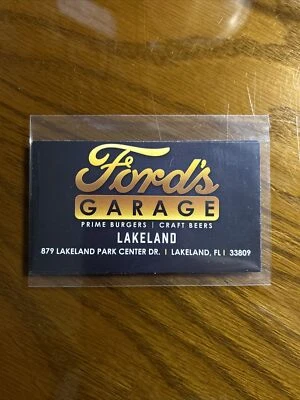 Ford's
GARAGE
PRIME BURGERS | CRAFT BEERS
LAKELAND
879 LAKELAND PARK CENTER DR. | LAKELAND, FL | 33809